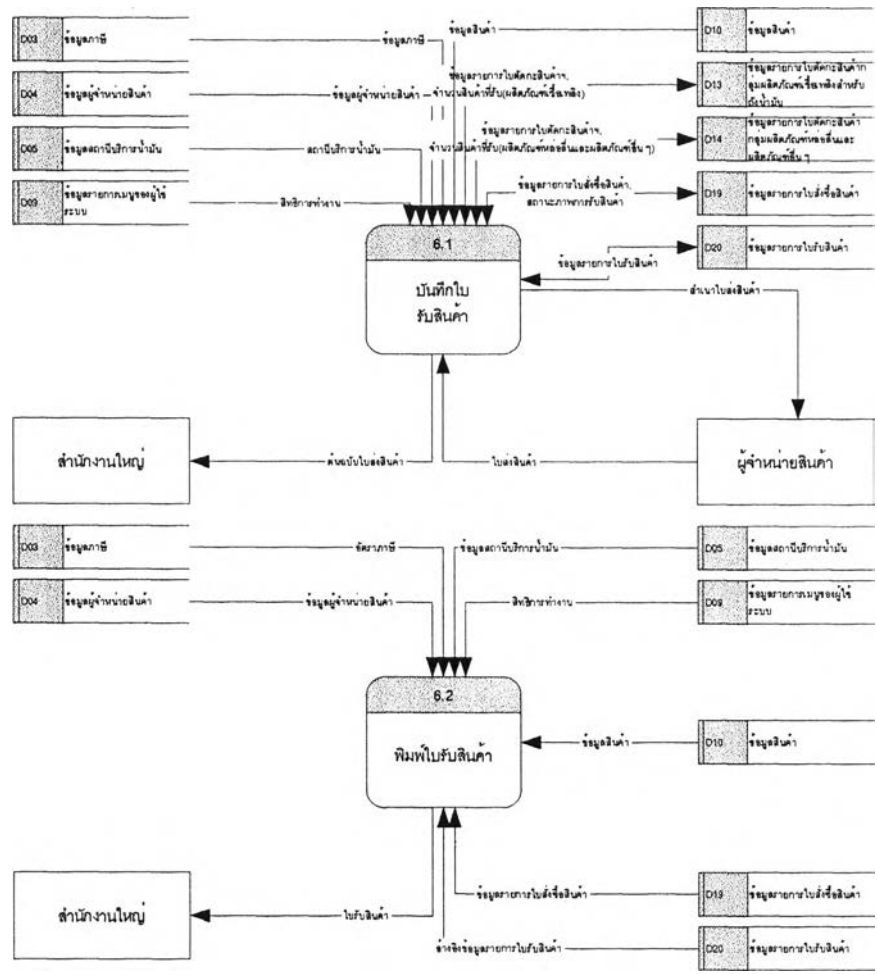 D03
ข้อมูลภาษี
ข้อมูลภาษี
ข้อมูลสินค้า
D10
ข้อมูลสินค้า
D04
ข้อมูลผู้จำหน่ายสินค้า
ข้อมูลผู้จำหน่ายสินค้า
ข้อมูลรายการใบตัดกะสินค้าฯ,
จำนวนสินค้าที่รับ(ผลิตภัณฑ์เชื้อเพลิง)
D13
ข้อมูลรายการใบตัดกะสินค้าก
ลุ่มผลิตภัณฑ์เชื้อเพลิงสำหรับ
ถังน้ำมัน
D05
ข้อมูลสถานีบริการน้ำมัน
สถานีบริการน้ำมัน
ข้อมูลรายการใบตัดกะสินค้าฯ,
จำนวนสินค้าที่รับ(ผลิตภัณฑ์หล่อลื่นและผลิตภัณฑ์อื่น ๆ)
D14
ข้อมูลรายการใบตัดกะสินค้า
กลุ่มผลิตภัณฑ์หล่อลื่นและ
ผลิตภัณฑ์อื่น ๆ
D09
ข้อมูลรายการเมนูของผู้ใช้
ระบบ
สิทธิการทำงาน
ข้อมูลรายการใบสั่งซื้อสินค้า,
สถานะภาพการรับสินค้า
D19
ข้อมูลรายการใบสั่งซื้อสินค้า
6.1
บันทึกใบ
รับสินค้า
ข้อมูลรายการใบรับสินค้า
D20
ข้อมูลรายการใบรับสินค้า
สำเนาใบส่งสินค้า
สำนักงานใหญ่
ต้นฉบับใบส่งสินค้า
ใบส่งสินค้า
ผู้จำหน่ายสินค้า
D03
ข้อมูลภาษี
อัตราภาษี
ข้อมูลสถานีบริการน้ำมัน
D05
ข้อมูลสถานีบริการน้ำมัน
D04
ข้อมูลผู้จำหน่ายสินค้า
ข้อมูลผู้จำหน่ายสินค้า
สิทธิการทำงาน
D09
ข้อมูลรายการเมนูของผู้ใช้
ระบบ
6.2
พิมพ์ใบรับสินค้า
ข้อมูลสินค้า
D10
ข้อมูลสินค้า
สำนักงานใหญ่
ใบรับสินค้า
ข้อมูลรายการใบสั่งซื้อสินค้า
D19
ข้อมูลรายการใบสั่งซื้อสินค้า
อ้างอิงข้อมูลรายการใบรับสินค้า
D20
ข้อมูลรายการใบรับสินค้า